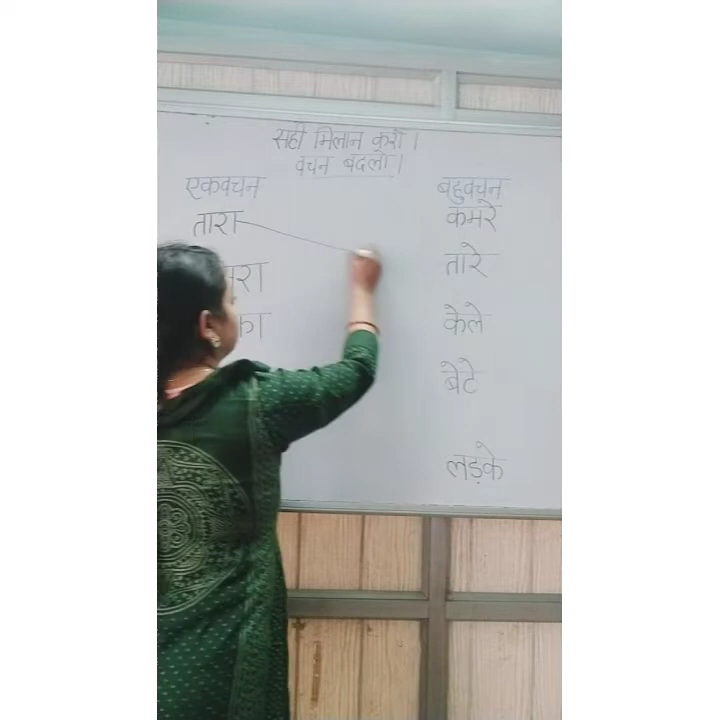 सही मिलान करो।
वचन बदलो।
एकवचन बहुवचन
तारा कमरे
तारे
केले
बेटे
लड़के